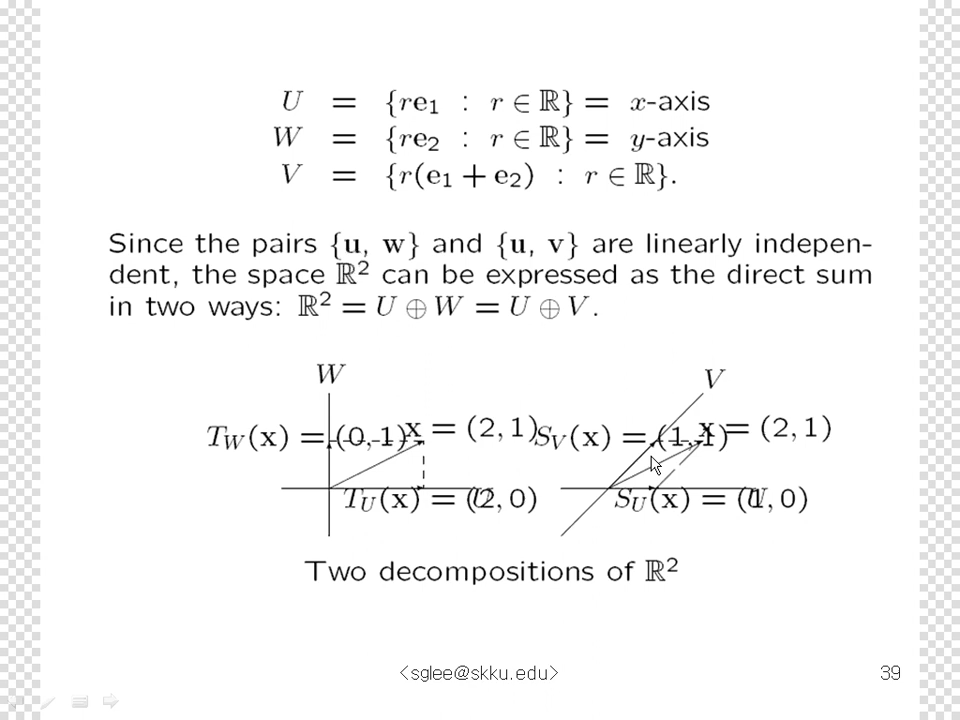 U = {re₁ : r ∈ ℝ} = x-axis
W = {re₂ : r ∈ ℝ} = y-axis
V = {r(e₁ + e₂) : r ∈ ℝ}.
Since the pairs {u, w} and {u, v} are linearly indepen-
dent, the space ℝ² can be expressed as the direct sum
in two ways: ℝ² = U ⊕ W = U ⊕ V.
W
V
T_W(x) = (0, 1)
x = (2, 1)
S_V(x) = (1, 1)
x = (2, 1)
T_U(x) = (2, 0)
U
S_U(x) = (1, 0)
U
Two decompositions of ℝ²
<sglee@skku.edu>
39